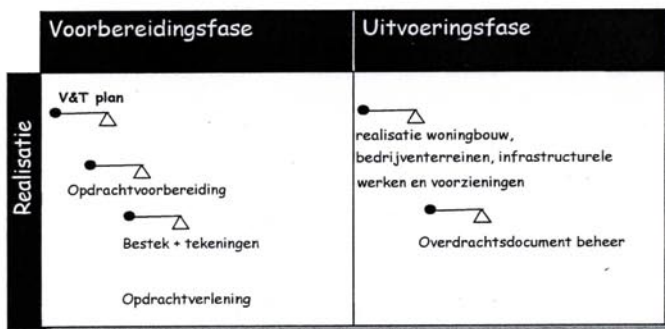 Voorbereidingsfase
Uitvoeringsfase
Realisatie
V&T plan
Opdrachtvoorbereiding
Bestek + tekeningen
Opdrachtverlening
realisatie woningbouw,
bedrijventerreinen, infrastructurele
werken en voorzieningen
Overdrachtsdocument beheer